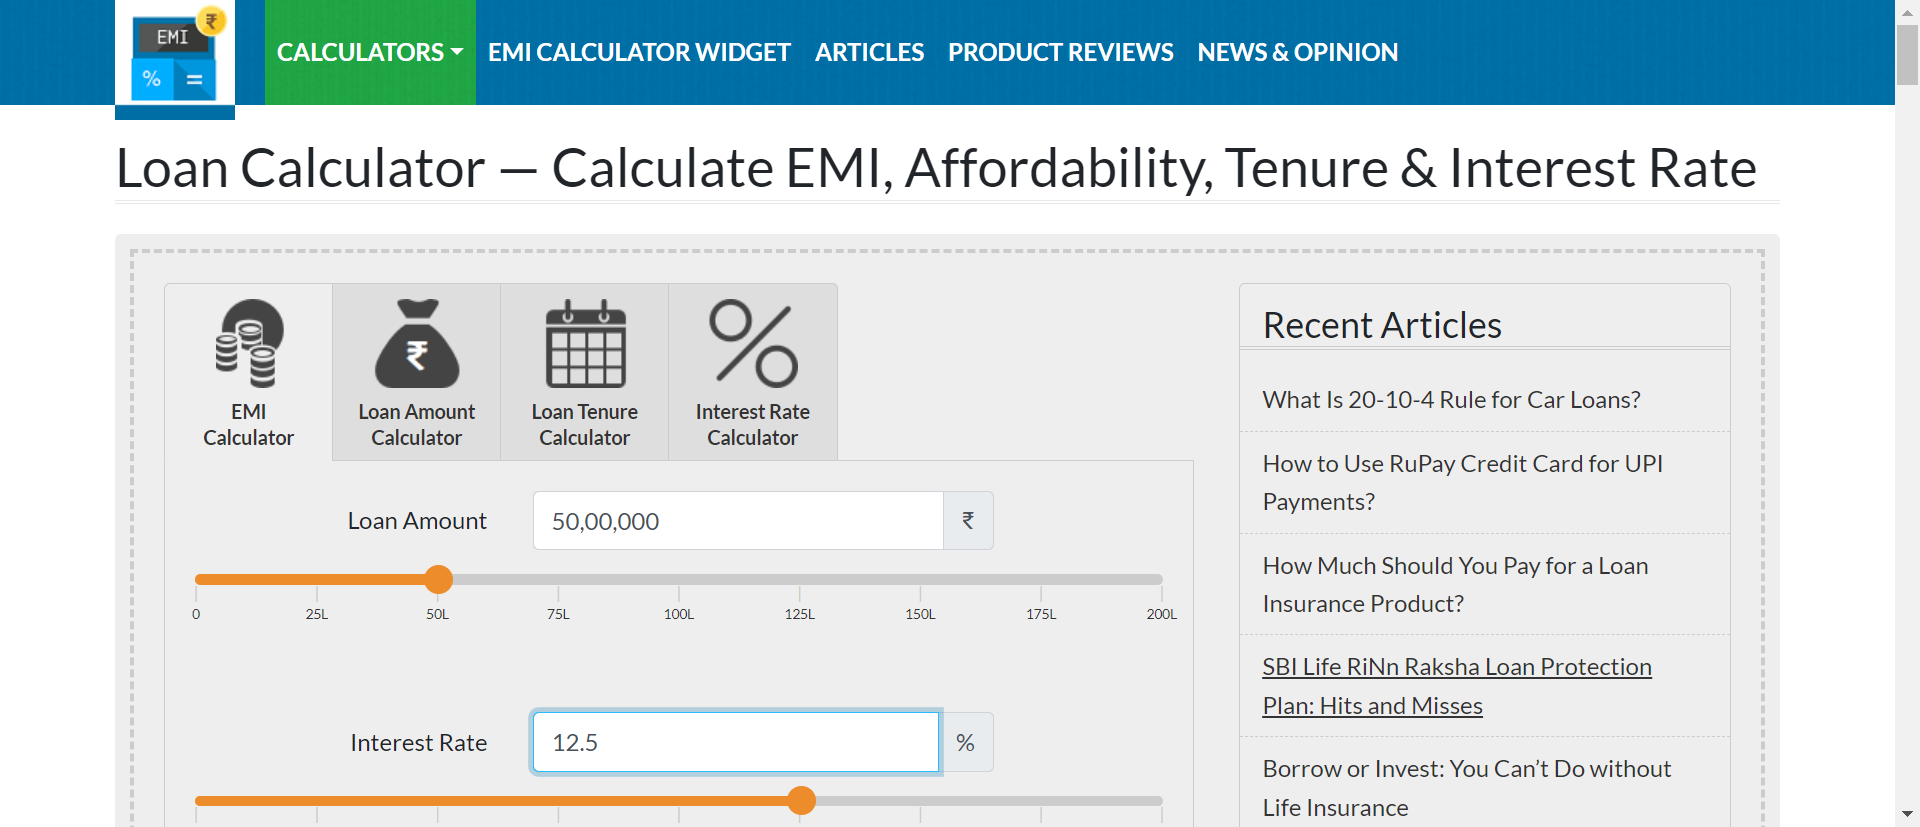 EMI
₹
%
=
CALCULATORS
EMI CALCULATOR WIDGET
ARTICLES
PRODUCT REVIEWS
NEWS & OPINION
Loan Calculator — Calculate EMI, Affordability, Tenure & Interest Rate
EMI
Calculator
₹
Loan Amount
Calculator
Loan Tenure
Calculator
Interest Rate
Calculator
Loan Amount
50,00,000
₹
0 25L 50L 75L 100L 125L 150L 175L 200L
Interest Rate
12.5
%
Recent Articles
What Is 20-10-4 Rule for Car Loans?
How to Use RuPay Credit Card for UPI
Payments?
How Much Should You Pay for a Loan
Insurance Product?
SBI Life RiNn Raksha Loan Protection
Plan: Hits and Misses
Borrow or Invest: You Can’t Do without
Life Insurance